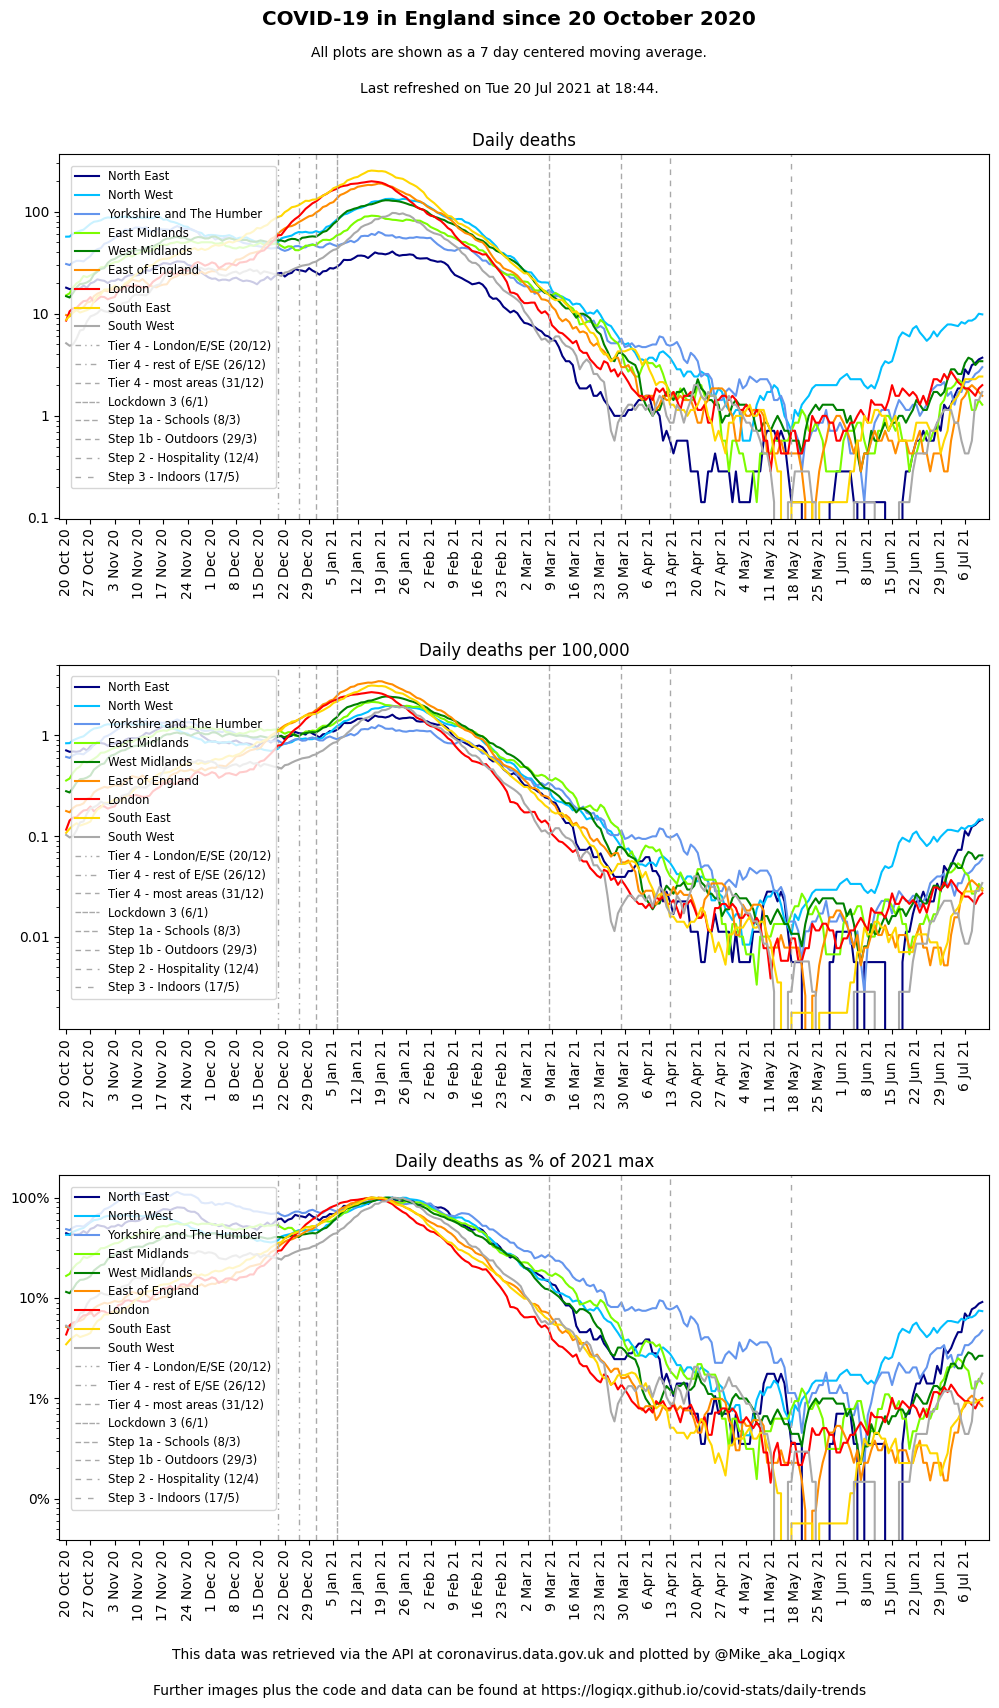 COVID-19 in England since 20 October 2020
All plots are shown as a 7 day centered moving average.
Last refreshed on Tue 20 Jul 2021 at 18:44.
Daily deaths
100
10
1
0.1
North East
North West
Yorkshire and The Humber
East Midlands
West Midlands
East of England
London
South East
South West
Tier 4 - London/E/SE (20/12)
Tier 4 - rest of E/SE (26/12)
Tier 4 - most areas (31/12)
Lockdown 3 (6/1)
Step 1a - Schools (8/3)
Step 1b - Outdoors (29/3)
Step 2 - Hospitality (12/4)
Step 3 - Indoors (17/5)
20 Oct 20
27 Oct 20
3 Nov 20
10 Nov 20
17 Nov 20
24 Nov 20
1 Dec 20
8 Dec 20
15 Dec 20
22 Dec 20
29 Dec 20
5 Jan 21
12 Jan 21
19 Jan 21
26 Jan 21
2 Feb 21
9 Feb 21
16 Feb 21
23 Feb 21
2 Mar 21
9 Mar 21
16 Mar 21
23 Mar 21
30 Mar 21
6 Apr 21
13 Apr 21
20 Apr 21
27 Apr 21
4 May 21
11 May 21
18 May 21
25 May 21
1 Jun 21
8 Jun 21
15 Jun 21
22 Jun 21
29 Jun 21
6 Jul 21
Daily deaths per 100,000
1
0.1
0.01
North East
North West
Yorkshire and The Humber
East Midlands
West Midlands
East of England
London
South East
South West
Tier 4 - London/E/SE (20/12)
Tier 4 - rest of E/SE (26/12)
Tier 4 - most areas (31/12)
Lockdown 3 (6/1)
Step 1a - Schools (8/3)
Step 1b - Outdoors (29/3)
Step 2 - Hospitality (12/4)
Step 3 - Indoors (17/5)
20 Oct 20
27 Oct 20
3 Nov 20
10 Nov 20
17 Nov 20
24 Nov 20
1 Dec 20
8 Dec 20
15 Dec 20
22 Dec 20
29 Dec 20
5 Jan 21
12 Jan 21
19 Jan 21
26 Jan 21
2 Feb 21
9 Feb 21
16 Feb 21
23 Feb 21
2 Mar 21
9 Mar 21
16 Mar 21
23 Mar 21
30 Mar 21
6 Apr 21
13 Apr 21
20 Apr 21
27 Apr 21
4 May 21
11 May 21
18 May 21
25 May 21
1 Jun 21
8 Jun 21
15 Jun 21
22 Jun 21
29 Jun 21
6 Jul 21
Daily deaths as % of 2021 max
100%
10%
1%
0%
North East
North West
Yorkshire and The Humber
East Midlands
West Midlands
East of England
London
South East
South West
Tier 4 - London/E/SE (20/12)
Tier 4 - rest of E/SE (26/12)
Tier 4 - most areas (31/12)
Lockdown 3 (6/1)
Step 1a - Schools (8/3)
Step 1b - Outdoors (29/3)
Step 2 - Hospitality (12/4)
Step 3 - Indoors (17/5)
20 Oct 20
27 Oct 20
3 Nov 20
10 Nov 20
17 Nov 20
24 Nov 20
1 Dec 20
8 Dec 20
15 Dec 20
22 Dec 20
29 Dec 20
5 Jan 21
12 Jan 21
19 Jan 21
26 Jan 21
2 Feb 21
9 Feb 21
16 Feb 21
23 Feb 21
2 Mar 21
9 Mar 21
16 Mar 21
23 Mar 21
30 Mar 21
6 Apr 21
13 Apr 21
20 Apr 21
27 Apr 21
4 May 21
11 May 21
18 May 21
25 May 21
1 Jun 21
8 Jun 21
15 Jun 21
22 Jun 21
29 Jun 21
6 Jul 21
This data was retrieved via the API at coronavirus.data.gov.uk and plotted by @Mike_aka_Logiqx
Further images plus the code and data can be found at https://logiqx.github.io/covid-stats/daily-trends